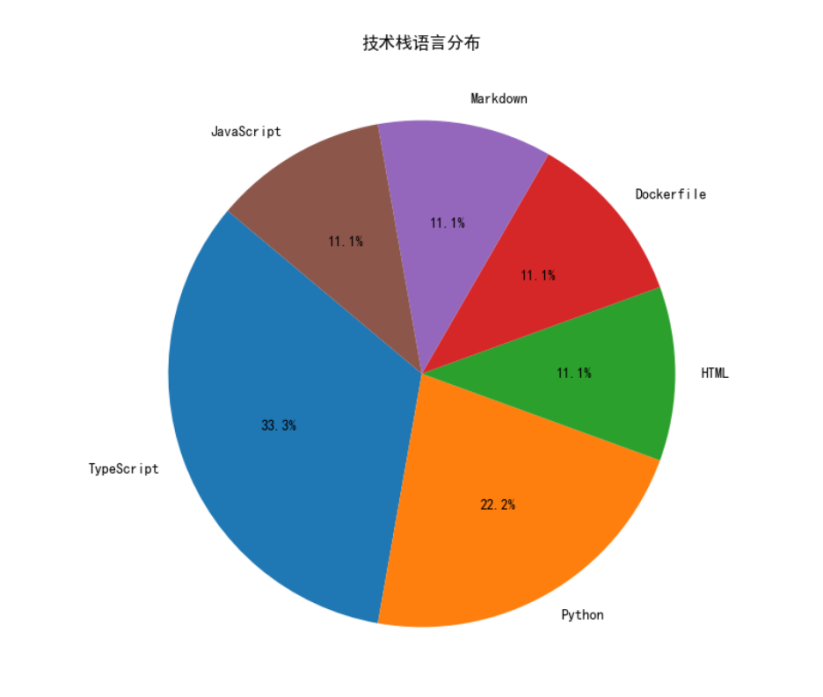 技术栈语言分布
Markdown
JavaScript
Dockerfile
11.1%
11.1%
11.1%
HTML
11.1%
33.3%
TypeScript
22.2%
Python